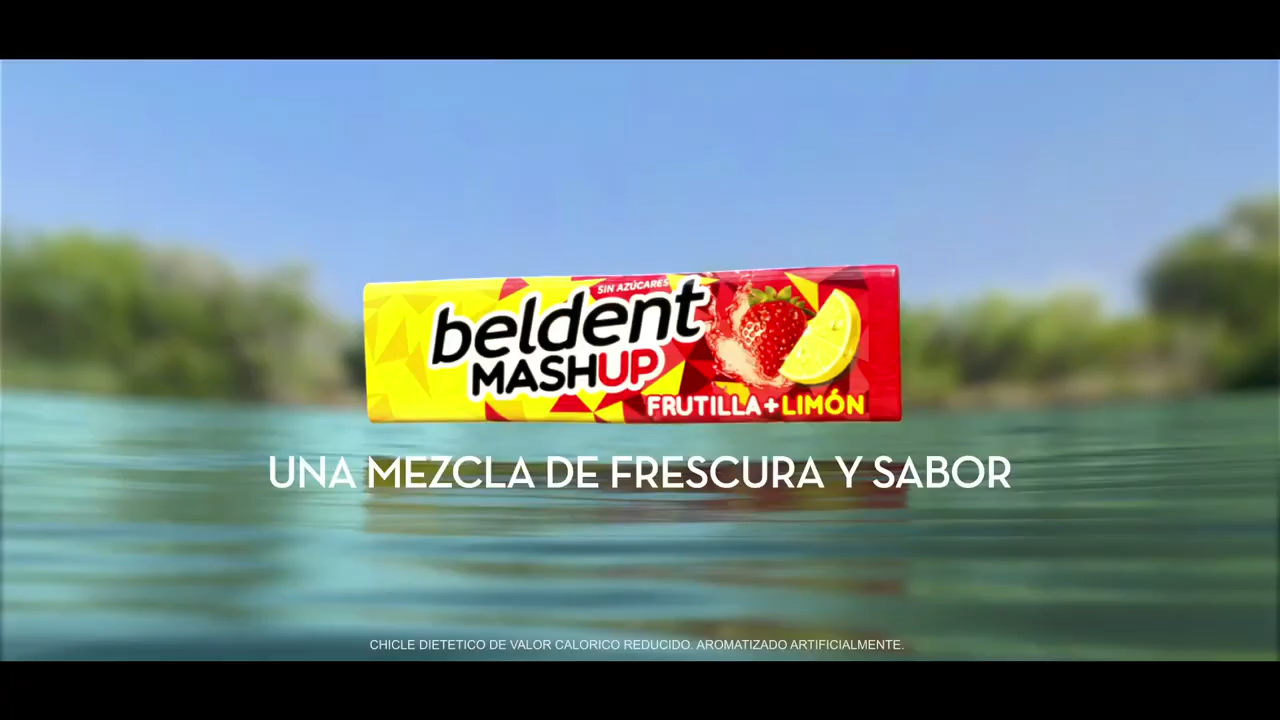 SIN AZÚCARES
beldent
MASHUP
FRUTILLA+LIMÓN
UNA MEZCLA DE FRESCURA Y SABOR
CHICLE DIETETICO DE VALOR CALORICO REDUCIDO. AROMATIZADO ARTIFICIALMENTE.